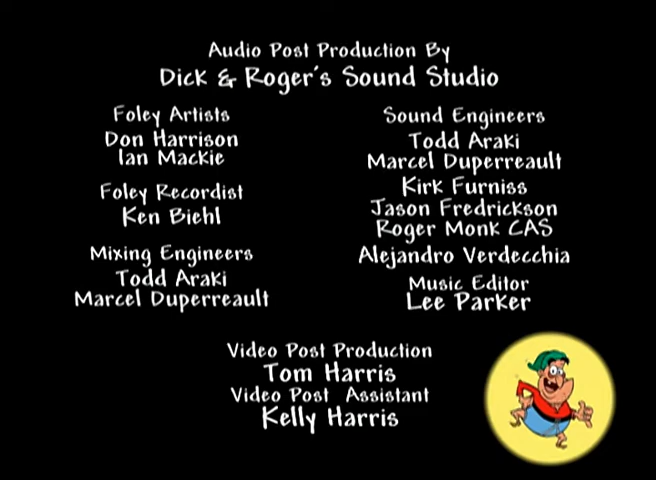 Audio Post Production By
Dick & Roger's Sound Studio
Foley Artists
Don Harrison
Ian Mackie
Foley Recordist
Ken Biehl
Mixing Engineers
Todd Araki
Marcel Duperreault
Sound Engineers
Todd Araki
Marcel Duperreault
Kirk Furniss
Jason Fredrickson
Roger Monk CAS
Alejandro Verdecchia
Music Editor
Lee Parker
Video Post Production
Tom Harris
Video Post Assistant
Kelly Harris